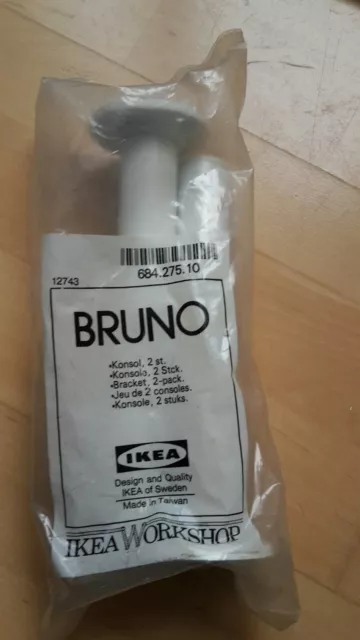 684.275.10
12743
BRUNO
•Konsol, 2 st.
•Konsole, 2 Stck.
•Bracket, 2-pack.
•Jeu de 2 consoles.
•Konsole, 2 stuks.
IKEA
Design and Quality
IKEA of Sweden
Made in Taiwan
IKEA WORKSHOP